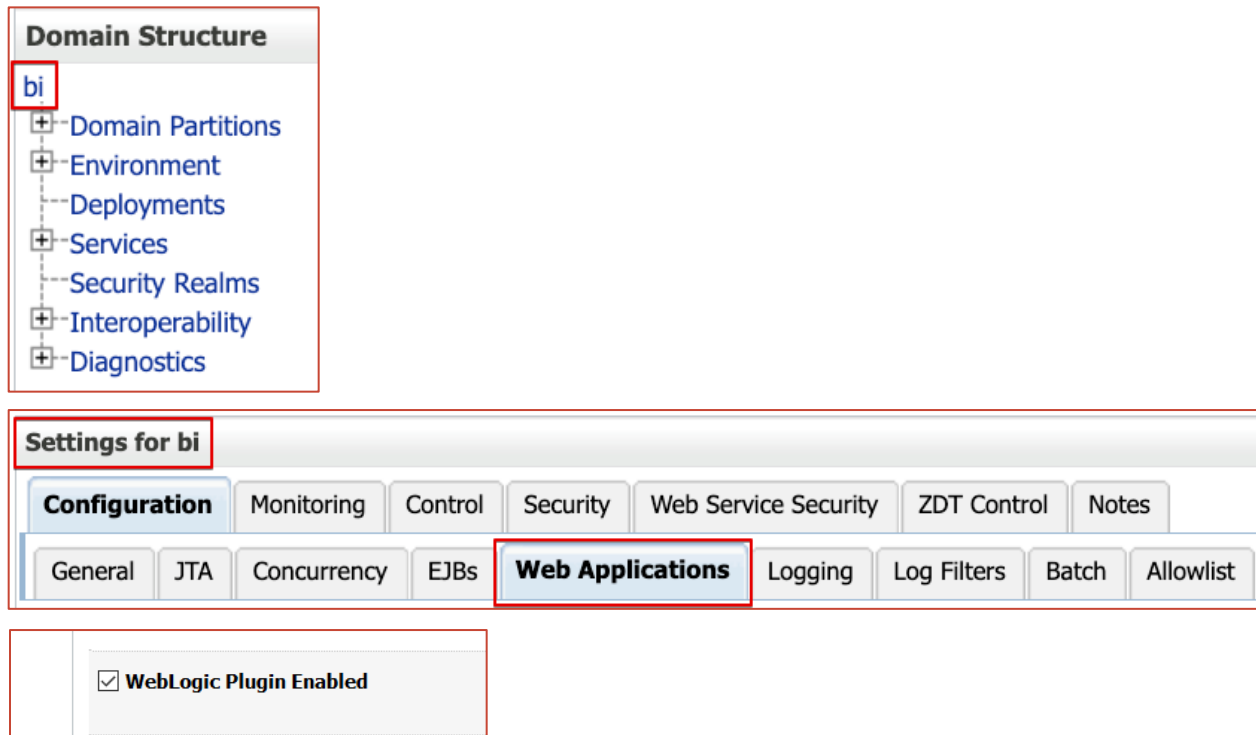 Domain Structure
bi
Domain Partitions
Environment
Deployments
Services
Security Realms
Interoperability
Diagnostics
Settings for bi
Configuration Monitoring Control Security Web Service Security ZDT Control Notes
General JTA Concurrency EJBs Web Applications Logging Log Filters Batch Allowlist
WebLogic Plugin Enabled